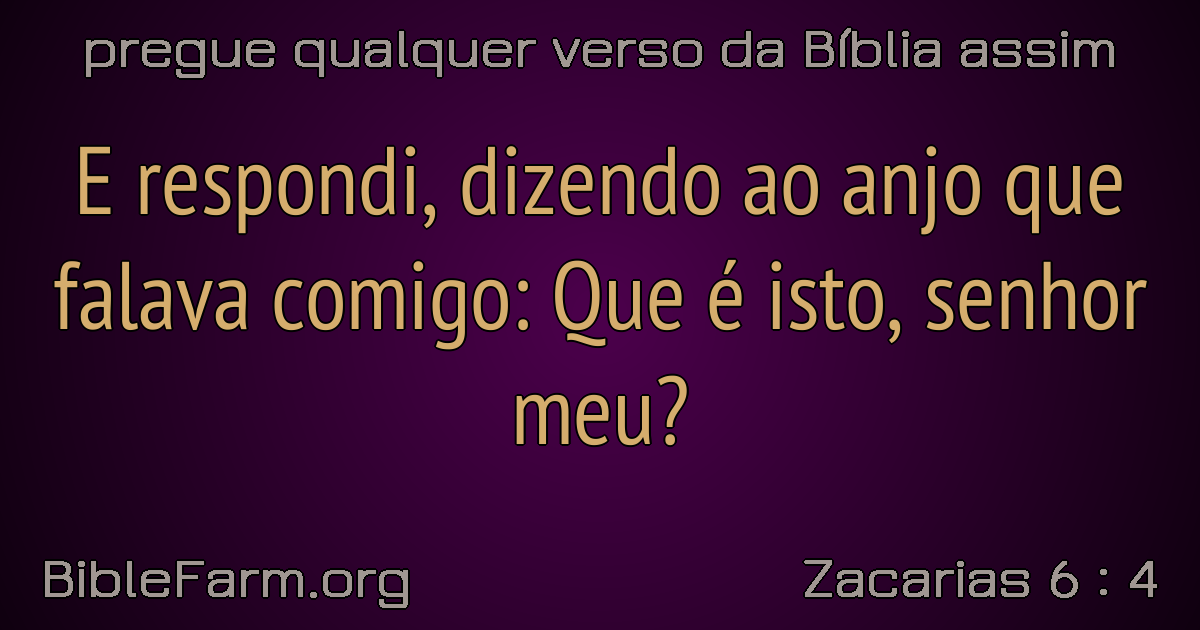 pregue qualquer verso da Bíblia assim
E respondi, dizendo ao anjo que
falava comigo: Que é isto, senhor
meu?
BibleFarm.org
Zacarias 6 : 4